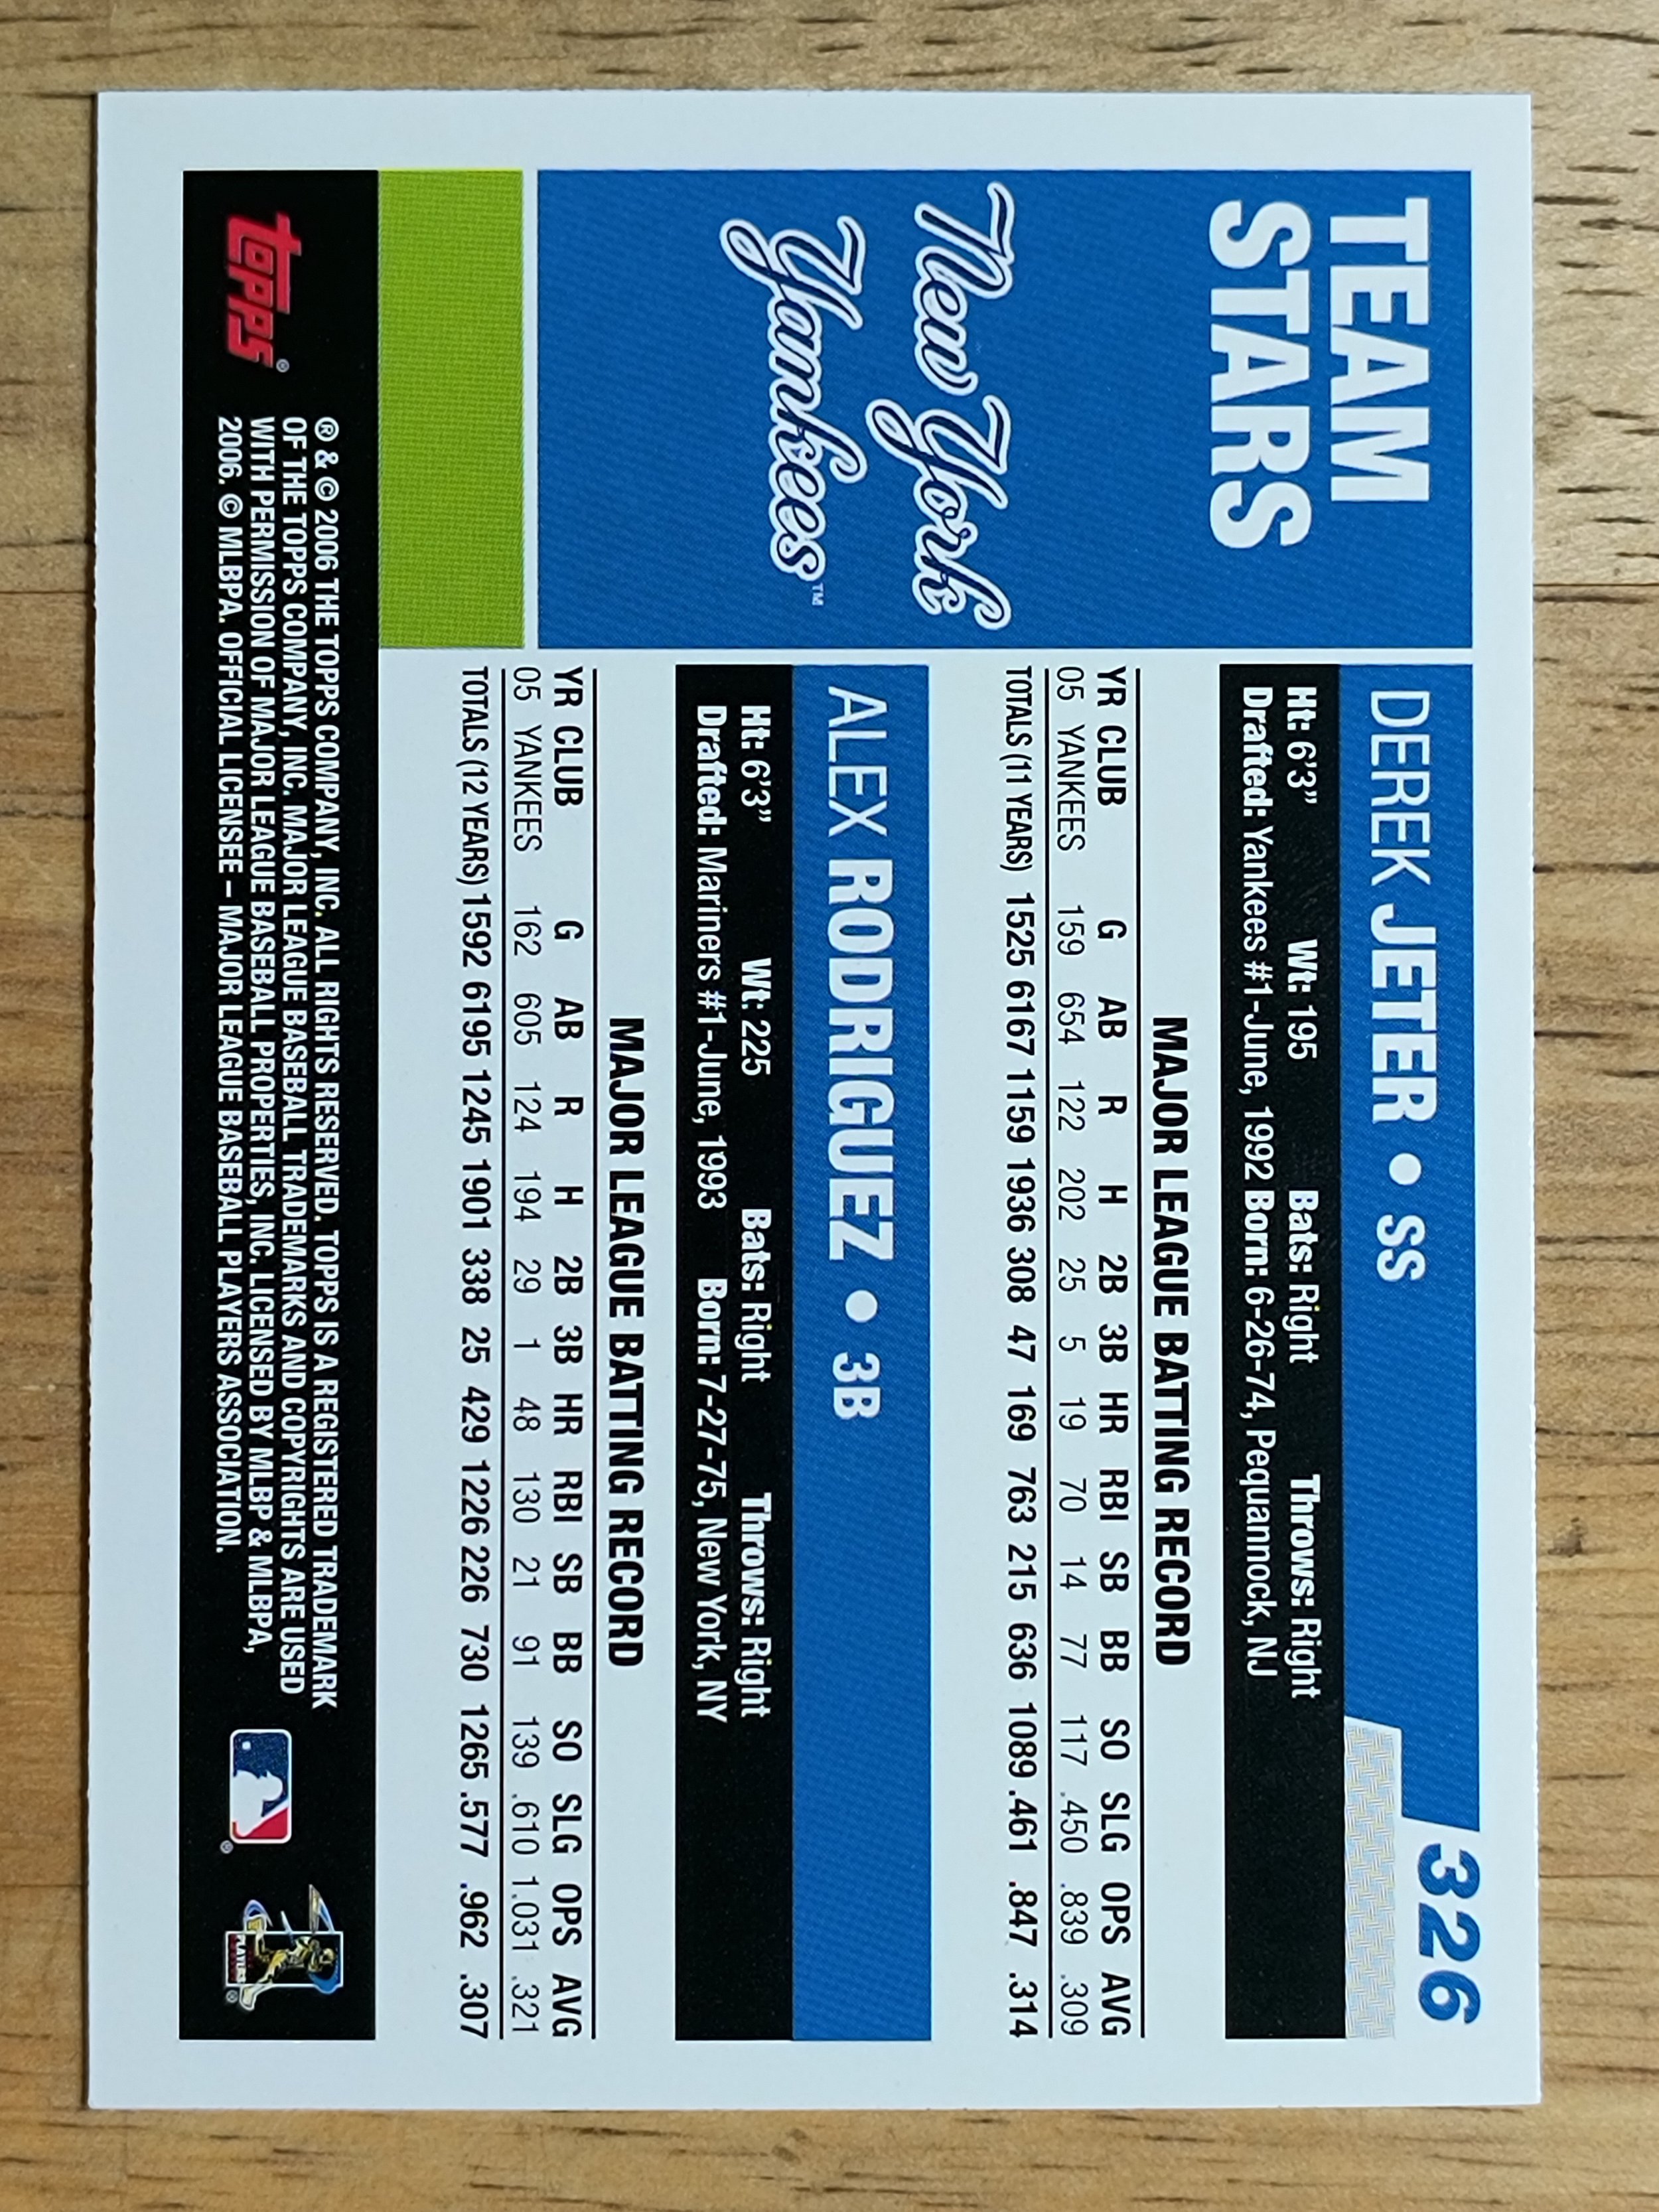 TEAM
STARS
New York
Yankees™
326
DEREK JETER • SS
Ht: 6'3" Wt: 195 Bats: Right Throws: Right
Drafted: Yankees #1-June, 1992 Born: 6-26-74, Pequannock, NJ
MAJOR LEAGUE BATTING RECORD
YR CLUB G AB R H 2B 3B HR RBI SB BB SO SLG OPS AVG
05 YANKEES 159 654 122 202 25 5 19 70 14 77 117 .450 .839 .309
TOTALS (11 YEARS) 1525 6167 1159 1936 308 47 169 763 215 636 1089 .461 .847 .314
ALEX RODRIGUEZ • 3B
Ht: 6'3" Wt: 225 Bats: Right Throws: Right
Drafted: Mariners #1-June, 1993 Born: 7-27-75, New York, NY
MAJOR LEAGUE BATTING RECORD
YR CLUB G AB R H 2B 3B HR RBI SB BB SO SLG OPS AVG
05 YANKEES 162 605 124 194 29 1 48 130 21 91 139 .610 1.031 .321
TOTALS (12 YEARS) 1592 6195 1245 1901 338 25 429 1226 226 730 1265 .577 .962 .307
topps®
® & © 2006 THE TOPPS COMPANY, INC. ALL RIGHTS RESERVED. TOPPS IS A REGISTERED TRADEMARK
OF THE TOPPS COMPANY, INC. MAJOR LEAGUE BASEBALL TRADEMARKS AND COPYRIGHTS ARE USED
WITH PERMISSION OF MAJOR LEAGUE BASEBALL PROPERTIES, INC. LICENSED BY MLBP & MLBPA,
2006. © MLBPA. OFFICIAL LICENSEE – MAJOR LEAGUE BASEBALL PLAYERS ASSOCIATION.
®
PLAYERS
®